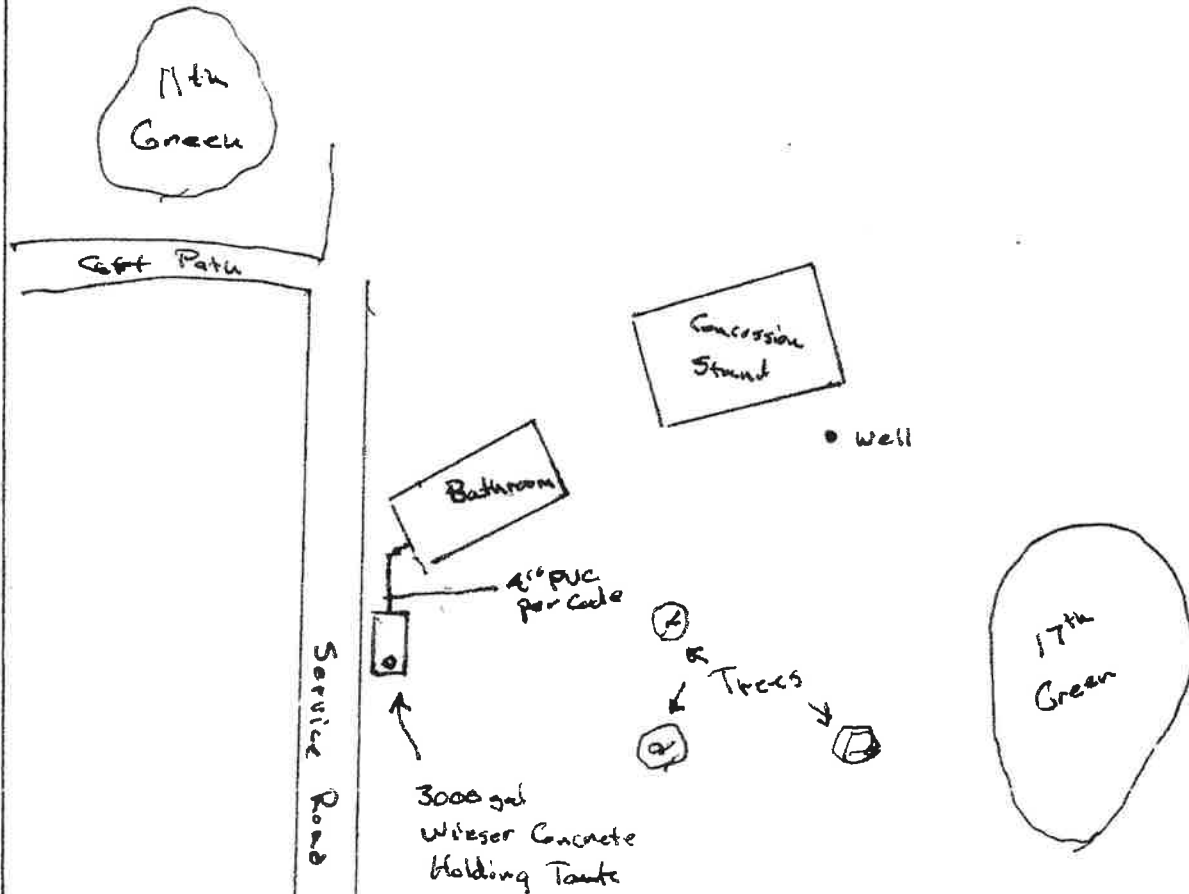 11th
Green
Cart Path
Concession
Stand
Well
Bathroom
4" PVC
per Code
Trees
17th
Green
Service Road
3000 gal
Wieser Concrete
Holding Tank